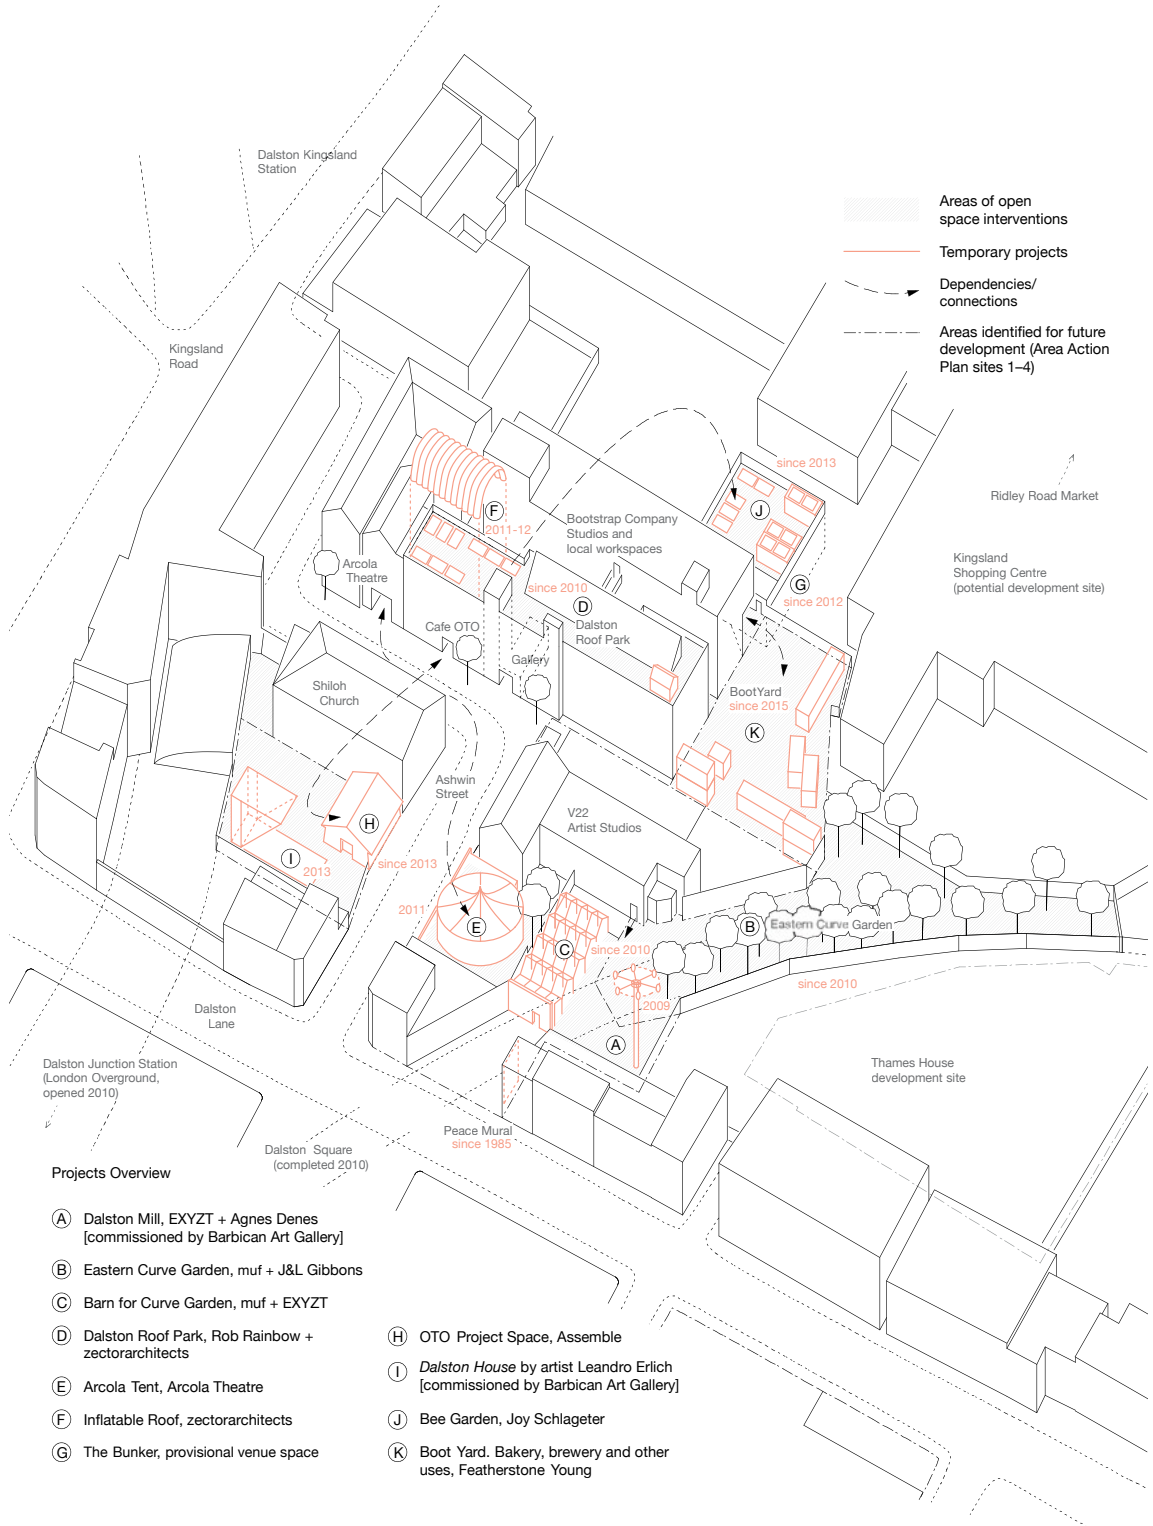 Dalston Kingsland
Station
Areas of open
space interventions
Temporary projects
Dependencies/
connections
Areas identified for future
development (Area Action
Plan sites 1–4)
Kingsland
Road
since 2013
Ridley Road Market
J
F
2011-12
Bootstrap Company
Studios and
local workspaces
Kingsland
Shopping Centre
(potential development site)
Arcola
Theatre
since 2010
G
since 2012
D
Dalston
Roof Park
Cafe OTO
Gallery
Shiloh
Church
BootYard
since 2015
K
Ashwin
Street
V22
Artist Studios
H
I
2013
since 2013
2011
E
C
since 2010
B
Eastern Curve Garden
since 2010
2009
A
Dalston
Lane
Dalston Junction Station
(London Overground,
opened 2010)
Thames House
development site
Peace Mural
since 1985
Dalston Square
(completed 2010)
Projects Overview
A Dalston Mill, EXYZT + Agnes Denes
[commissioned by Barbican Art Gallery]
B Eastern Curve Garden, muf + J&L Gibbons
C Barn for Curve Garden, muf + EXYZT
D Dalston Roof Park, Rob Rainbow +
zectorarchitects
E Arcola Tent, Arcola Theatre
F Inflatable Roof, zectorarchitects
G The Bunker, provisional venue space
H OTO Project Space, Assemble
I Dalston House by artist Leandro Erlich
[commissioned by Barbican Art Gallery]
J Bee Garden, Joy Schlageter
K Boot Yard. Bakery, brewery and other
uses, Featherstone Young